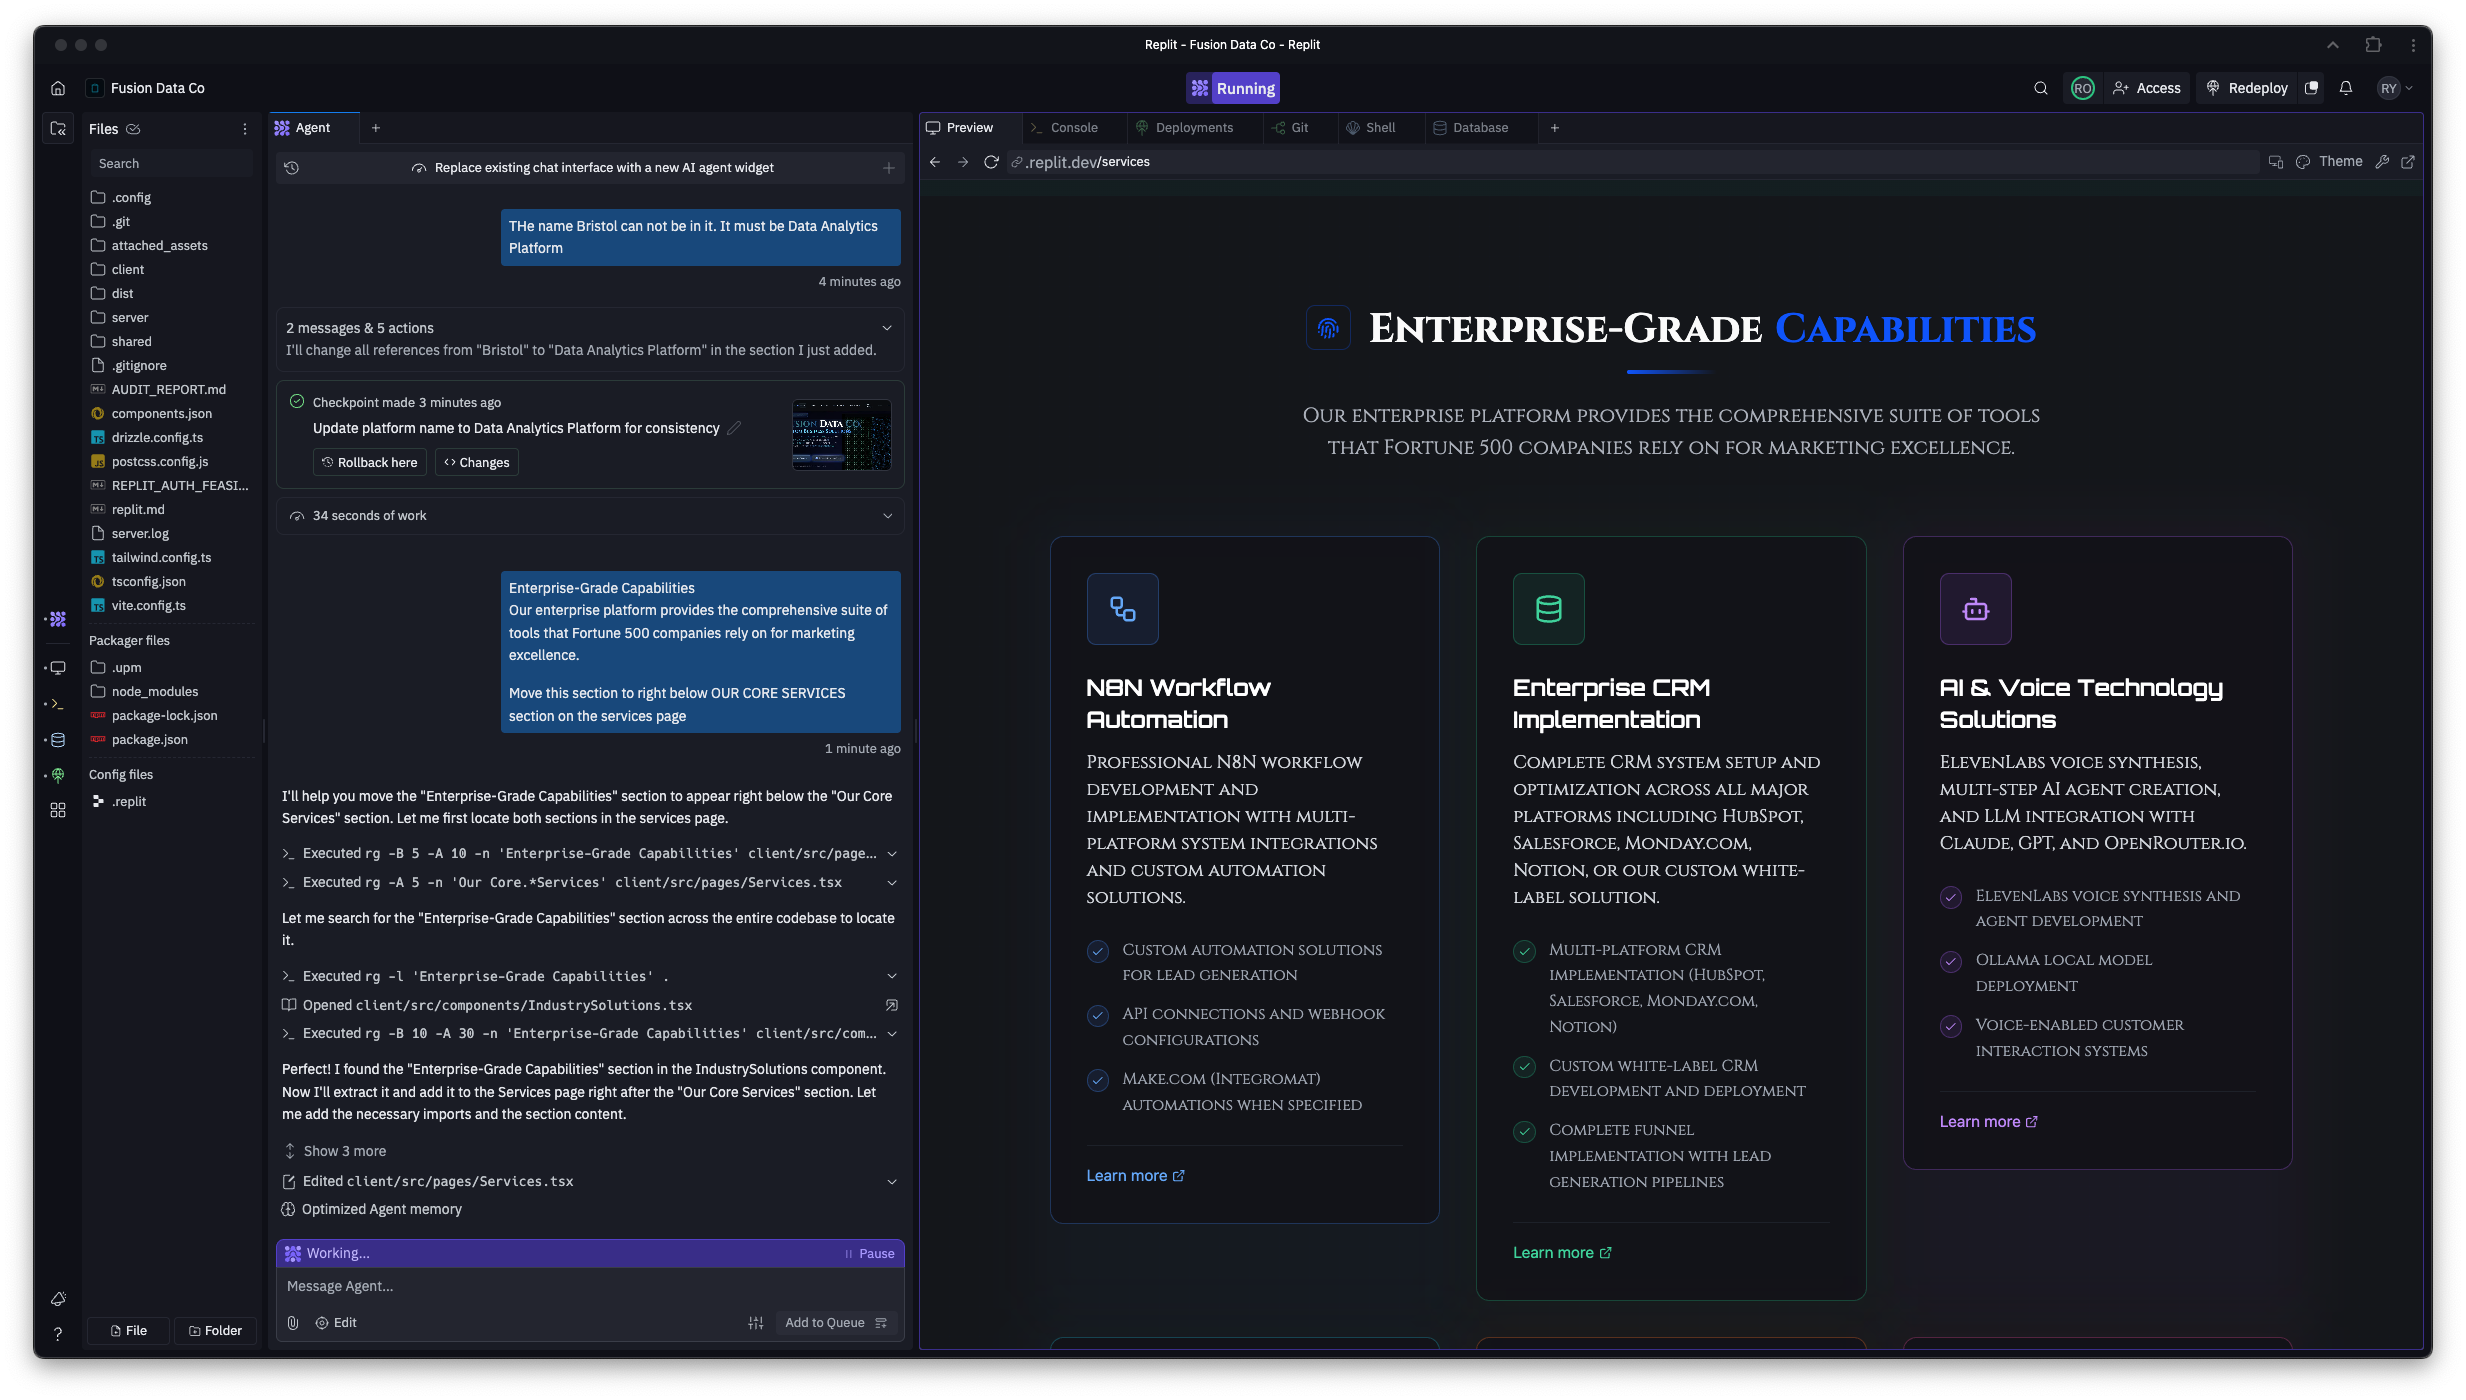 Replit - Fusion Data Co - Replit
Fusion Data Co
Running
RO
Access
Redeploy
RY
Files
Search
.config
.git
attached_assets
client
dist
server
shared
.gitignore
AUDIT_REPORT.md
components.json
drizzle.config.ts
postcss.config.js
REPLIT_AUTH_FEASI...
replit.md
server.log
tailwind.config.ts
tsconfig.json
vite.config.ts
Packager files
.upm
node_modules
package-lock.json
package.json
Config files
.replit
File
Folder
Agent
Replace existing chat interface with a new AI agent widget
THe name Bristol can not be in it. It must be Data Analytics
Platform
4 minutes ago
2 messages & 5 actions
I'll change all references from "Bristol" to "Data Analytics Platform" in the section I just added.
Checkpoint made 3 minutes ago
Update platform name to Data Analytics Platform for consistency
Rollback here
Changes
34 seconds of work
Enterprise-Grade Capabilities
Our enterprise platform provides the comprehensive suite of
tools that Fortune 500 companies rely on for marketing
excellence.
Move this section to right below OUR CORE SERVICES
section on the services page
1 minute ago
I'll help you move the "Enterprise-Grade Capabilities" section to appear right below the "Our Core
Services" section. Let me first locate both sections in the services page.
Executed rg -B 5 -A 10 -n 'Enterprise-Grade Capabilities' client/src/page...
Executed rg -A 5 -n 'Our Core.*Services' client/src/pages/Services.tsx
Let me search for the "Enterprise-Grade Capabilities" section across the entire codebase to locate
it.
Executed rg -l 'Enterprise-Grade Capabilities' .
Opened client/src/components/IndustrySolutions.tsx
Executed rg -B 10 -A 30 -n 'Enterprise-Grade Capabilities' client/src/com...
Perfect! I found the "Enterprise-Grade Capabilities" section in the IndustrySolutions component.
Now I'll extract it and add it to the Services page right after the "Our Core Services" section. Let
me add the necessary imports and the section content.
Show 3 more
Edited client/src/pages/Services.tsx
Optimized Agent memory
Working...
Pause
Message Agent...
Edit
Add to Queue
Preview
Console
Deployments
Git
Shell
Database
.replit.dev/services
Theme
Enterprise-Grade Capabilities
Our enterprise platform provides the comprehensive suite of tools
that Fortune 500 companies rely on for marketing excellence.
N8N Workflow
Automation
Professional N8N workflow
development and
implementation with multi-
platform system integrations
and custom automation
solutions.
Custom automation solutions
for lead generation
API connections and webhook
configurations
Make.com (Integromat)
automations when specified
Learn more
Enterprise CRM
Implementation
Complete CRM system setup and
optimization across all major
platforms including HubSpot,
Salesforce, Monday.com,
Notion, or our custom white-
label solution.
Multi-platform CRM
implementation (HubSpot,
Salesforce, Monday.com,
Notion)
Custom white-label CRM
development and deployment
Complete funnel
implementation with lead
generation pipelines
Learn more
AI & Voice Technology
Solutions
ElevenLabs voice synthesis,
multi-step AI agent creation,
and LLM integration with
Claude, GPT, and OpenRouter.io.
ElevenLabs voice synthesis and
agent development
Ollama local model
deployment
Voice-enabled customer
interaction systems
Learn more